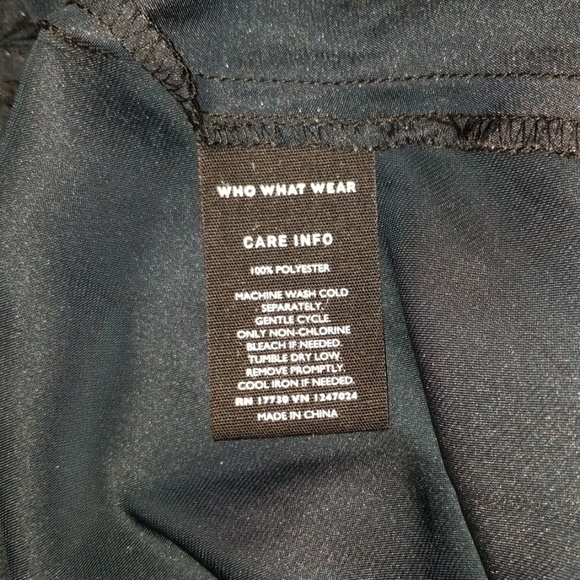 WHO WHAT WEAR
CARE INFO
100% POLYESTER
MACHINE WASH COLD
SEPARATELY.
GENTLE CYCLE.
ONLY NON-CHLORINE
BLEACH IF NEEDED.
TUMBLE DRY LOW.
REMOVE PROMPTLY.
COOL IRON IF NEEDED.
RN 17730 VN 1247024
MADE IN CHINA